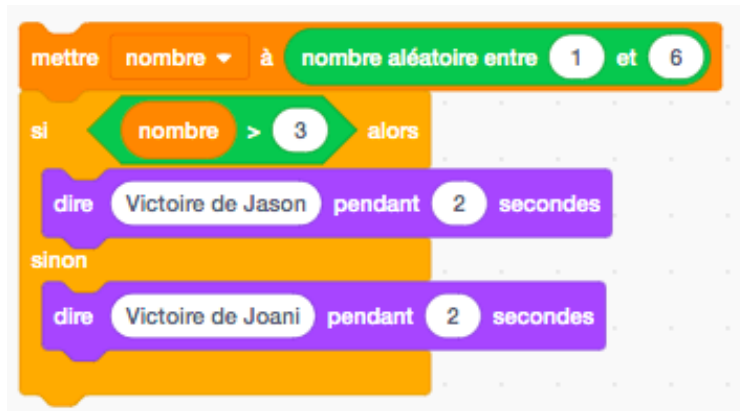 mettre nombre à nombre aléatoire entre 1 et 6
si nombre > 3 alors
dire Victoire de Jason pendant 2 secondes
sinon
dire Victoire de Joani pendant 2 secondes